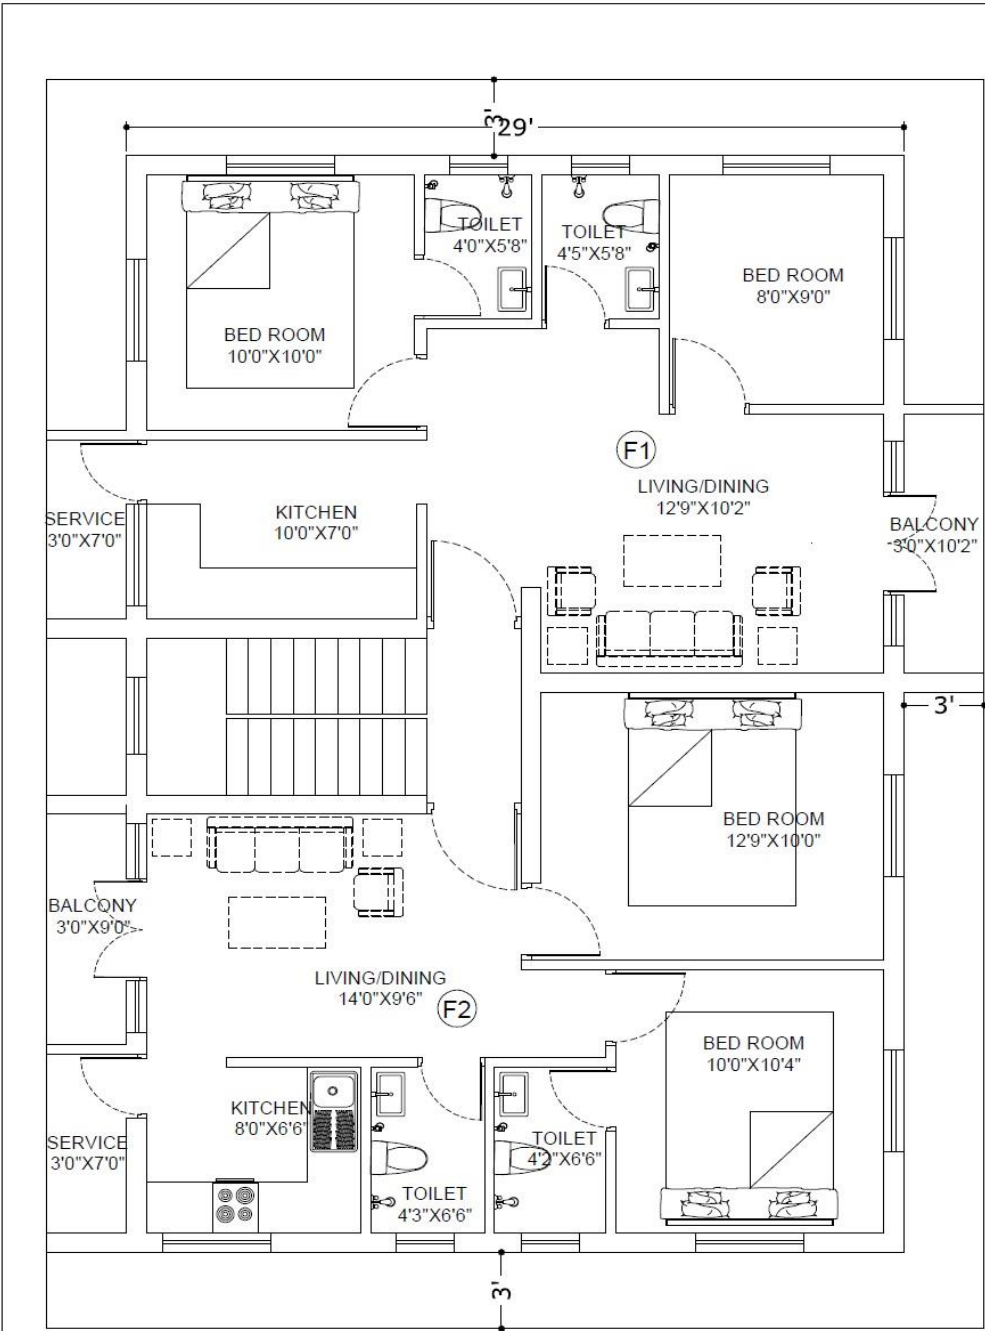 3'
29'
TOILET
4'0"X5'8"
TOILET
4'5"X5'8"
BED ROOM
8'0"X9'0"
BED ROOM
10'0"X10'0"
F1
LIVING/DINING
12'9"X10'2"
KITCHEN
10'0"X7'0"
SERVICE
3'0"X7'0"
BALCONY
3'0"X10'2"
3'
BED ROOM
12'9"X10'0"
BALCONY
3'0"X9'0"
LIVING/DINING
14'0"X9'6"
F2
BED ROOM
10'0"X10'4"
KITCHEN
8'0"X6'6"
SERVICE
3'0"X7'0"
TOILET
4'2"X6'6"
TOILET
4'3"X6'6"
3'